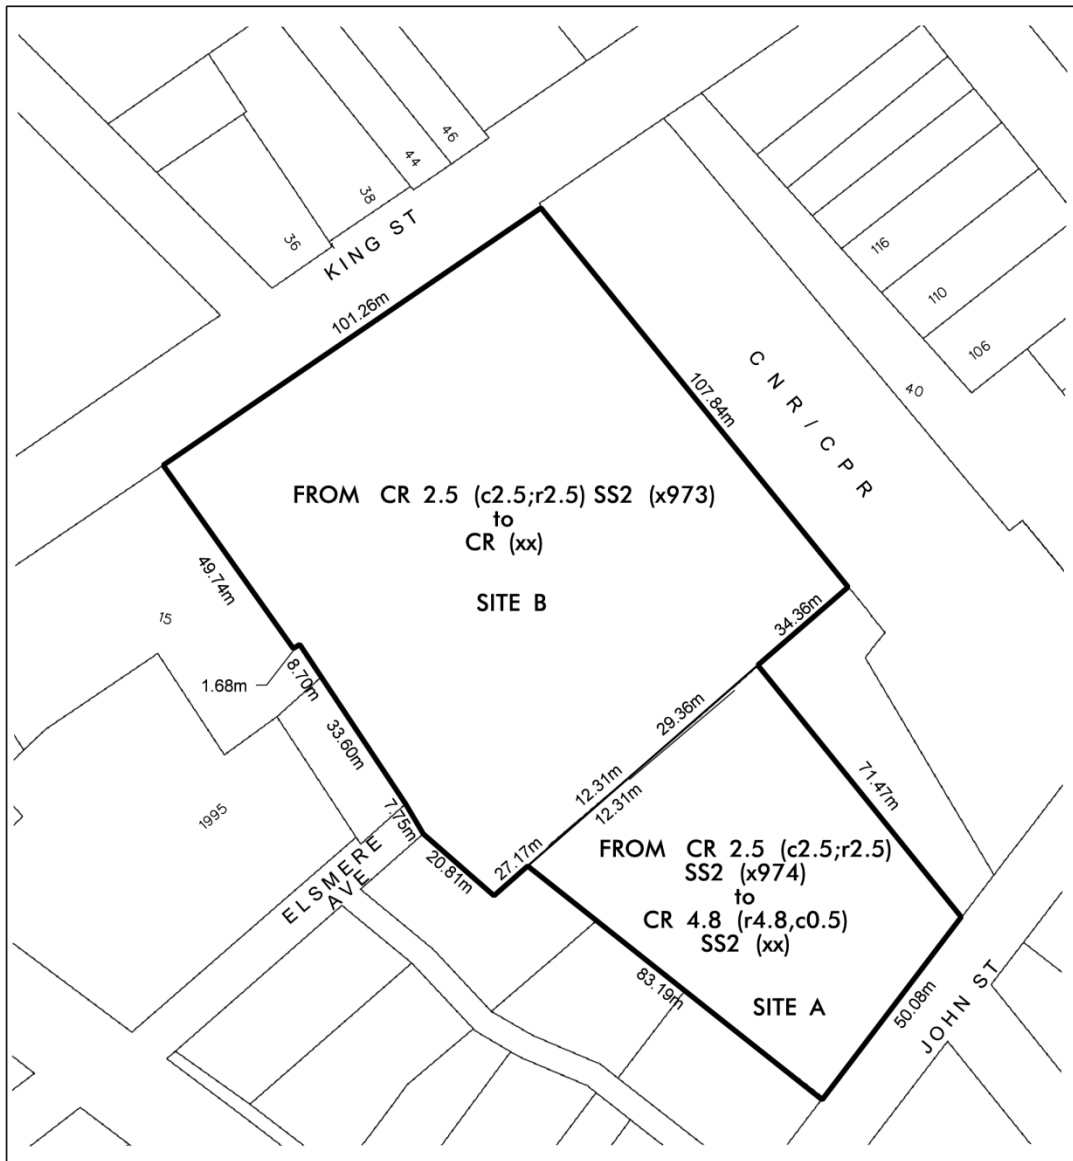 46
44
38
36
KING ST
101.26m
116
110
106
40
CNR/CPR
107.84m
FROM CR 2.5 (c2.5;r2.5) SS2 (x973)
to
CR (xx)
SITE B
49.74m
15
1.68m
8.70m
33.60m
7.75m
1995
ELSMERE
AVE
20.81m
27.17m
34.36m
29.36m
12.31m
12.31m
71.47m
FROM CR 2.5 (c2.5;r2.5)
SS2 (x974)
to
CR 4.8 (r4.8,c0.5)
SS2 (xx)
SITE A
83.19m
50.08m
JOHN ST